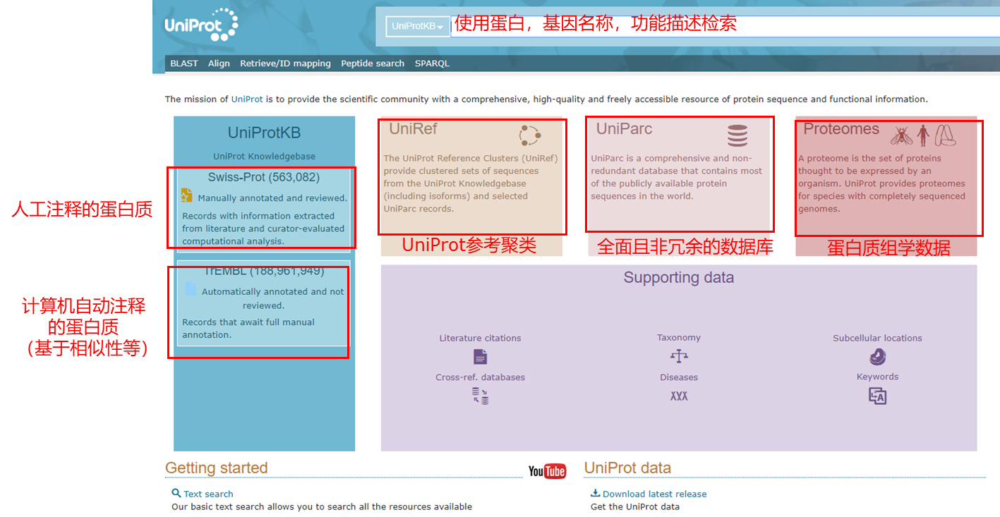 UniProt
UniProtKB
使用蛋白，基因名称，功能描述检索
BLAST Align Retrieve/ID mapping Peptide search SPARQL
The mission of UniProt is to provide the scientific community with a comprehensive, high-quality and freely accessible resource of protein sequence and functional information.
UniProtKB
UniProt Knowledgebase
Swiss-Prot (563,082)
Manually annotated and reviewed.
Records with information extracted
from literature and curator-evaluated
computational analysis.
人工注释的蛋白质
TrEMBL (188,961,949)
Automatically annotated and not
reviewed.
Records that await full manual
annotation.
计算机自动注释
的蛋白质
（基于相似性等）
UniRef
The UniProt Reference Clusters (UniRef)
provide clustered sets of sequences
from the UniProt Knowledgebase
(including isoforms) and selected
UniParc records.
UniProt参考聚类
UniParc
UniParc is a comprehensive and non-
redundant database that contains most
of the publicly available protein
sequences in the world.
全面且非冗余的数据库
Proteomes
A proteome is the set of proteins
thought to be expressed by an
organism. UniProt provides proteomes
for species with completely sequenced
genomes.
蛋白质组学数据
Supporting data
Literature citations
Taxonomy
Subcellular locations
Cross-ref. databases
Diseases
Keywords
Getting started
YouTube
Text search
Our basic text search allows you to search all the resources available
UniProt data
Download latest release
Get the UniProt data